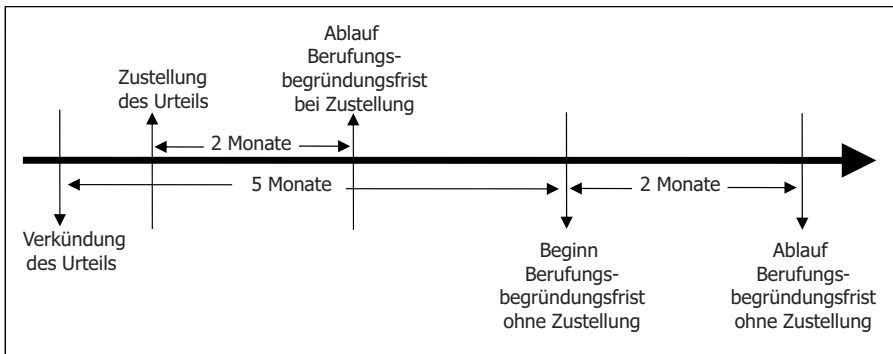 Zustellung
des Urteils
Ablauf
Berufungs-
begründungsfrist
bei Zustellung
2 Monate
5 Monate
2 Monate
Verkündung
des Urteils
Beginn
Berufungs-
begründungsfrist
ohne Zustellung
Ablauf
Berufungs-
begründungsfrist
ohne Zustellung